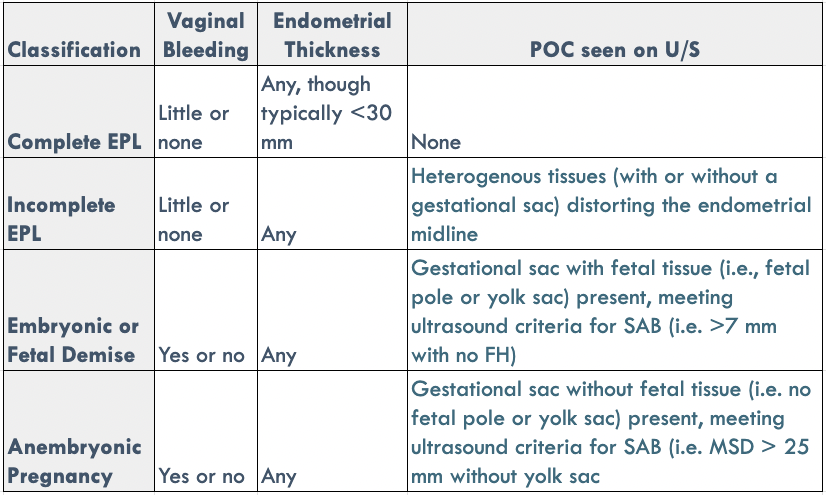 Classification
Vaginal
Bleeding
Endometrial
Thickness
POC seen on U/S
Complete EPL
Little or
none
Any, though
typically <30
mm
None
Incomplete
EPL
Little or
none
Any
Heterogenous tissues (with or without a
gestational sac) distorting the endometrial
midline
Embryonic or
Fetal Demise
Yes or no
Any
Gestational sac with fetal tissue (i.e., fetal
pole or yolk sac) present, meeting
ultrasound criteria for SAB (i.e. >7 mm
with no FH)
Anembryonic
Pregnancy
Yes or no
Any
Gestational sac without fetal tissue (i.e. no
fetal pole or yolk sac) present, meeting
ultrasound criteria for SAB (i.e. MSD > 25
mm without yolk sac